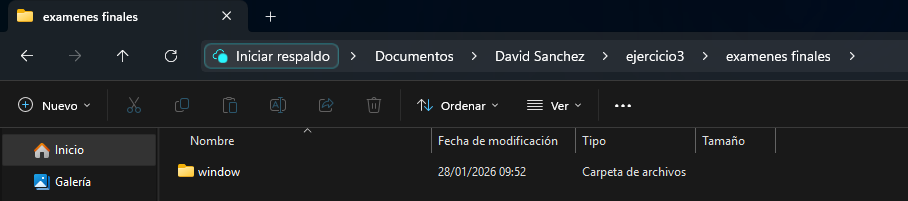 examenes finales
Iniciar respaldo Documentos David Sanchez ejercicio3 examenes finales
Nuevo Ordenar Ver
Nombre Fecha de modificación Tipo Tamaño
Inicio
window 28/01/2026 09:52 Carpeta de archivos
Galería